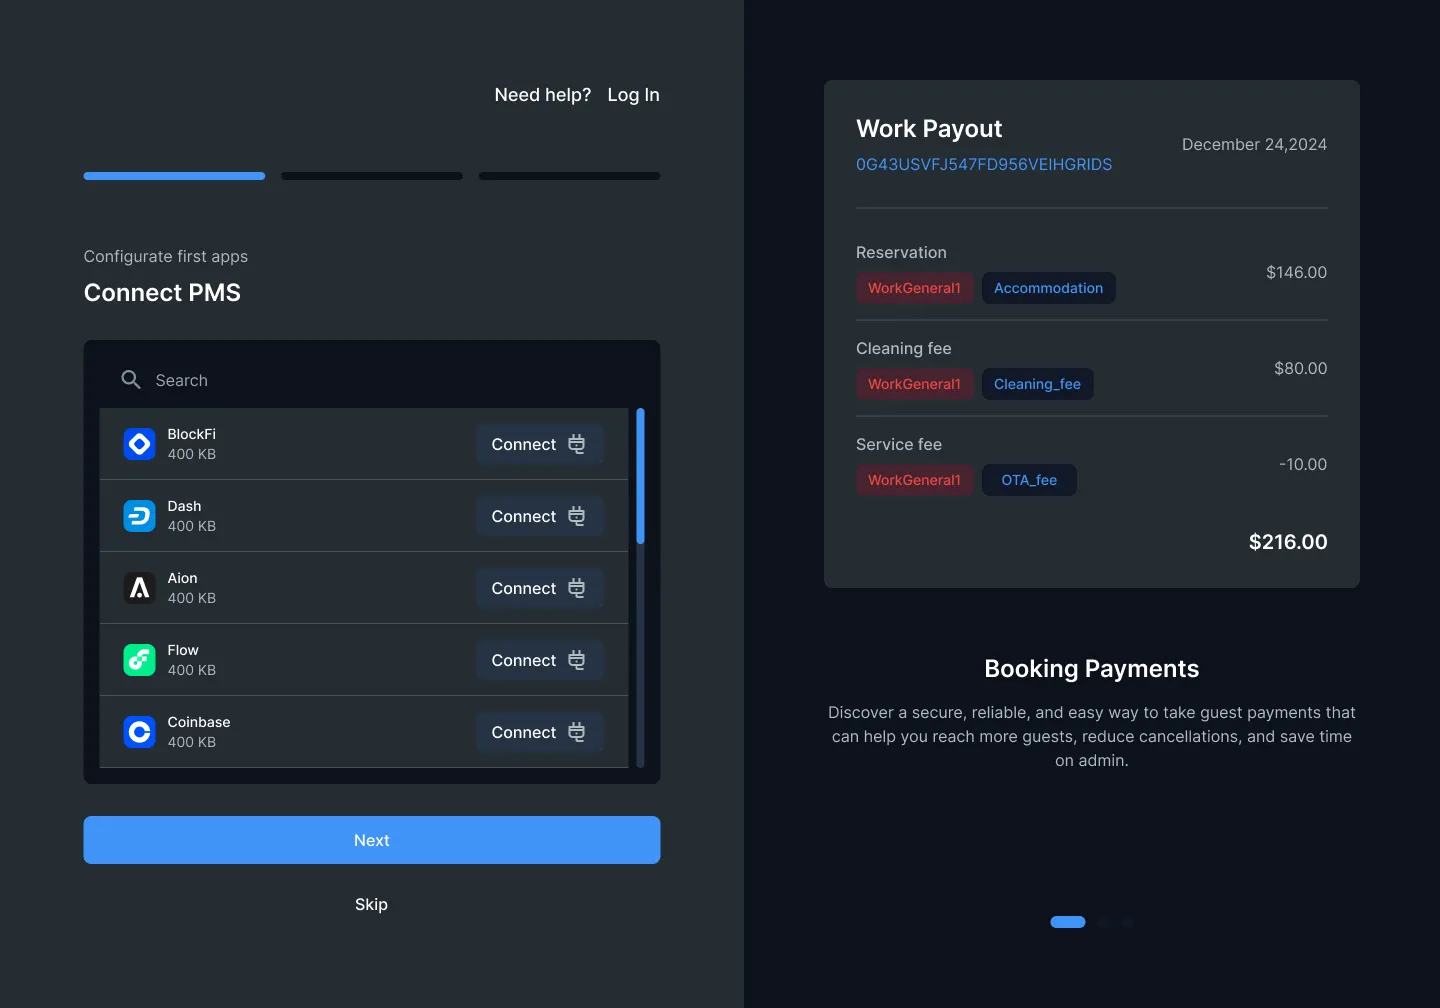 Need help? Log In
Configurate first apps
Connect PMS
Search
BlockFi
400 KB
Connect
Dash
400 KB
Connect
Aion
400 KB
Connect
Flow
400 KB
Connect
Coinbase
400 KB
Connect
Next
Skip
Work Payout
0G43USVFJ547FD956VEIHGRIDS
December 24,2024
Reservation
WorkGeneral1 Accommodation
$146.00
Cleaning fee
WorkGeneral1 Cleaning_fee
$80.00
Service fee
WorkGeneral1 OTA_fee
-10.00
$216.00
Booking Payments
Discover a secure, reliable, and easy way to take guest payments that
can help you reach more guests, reduce cancellations, and save time
on admin.